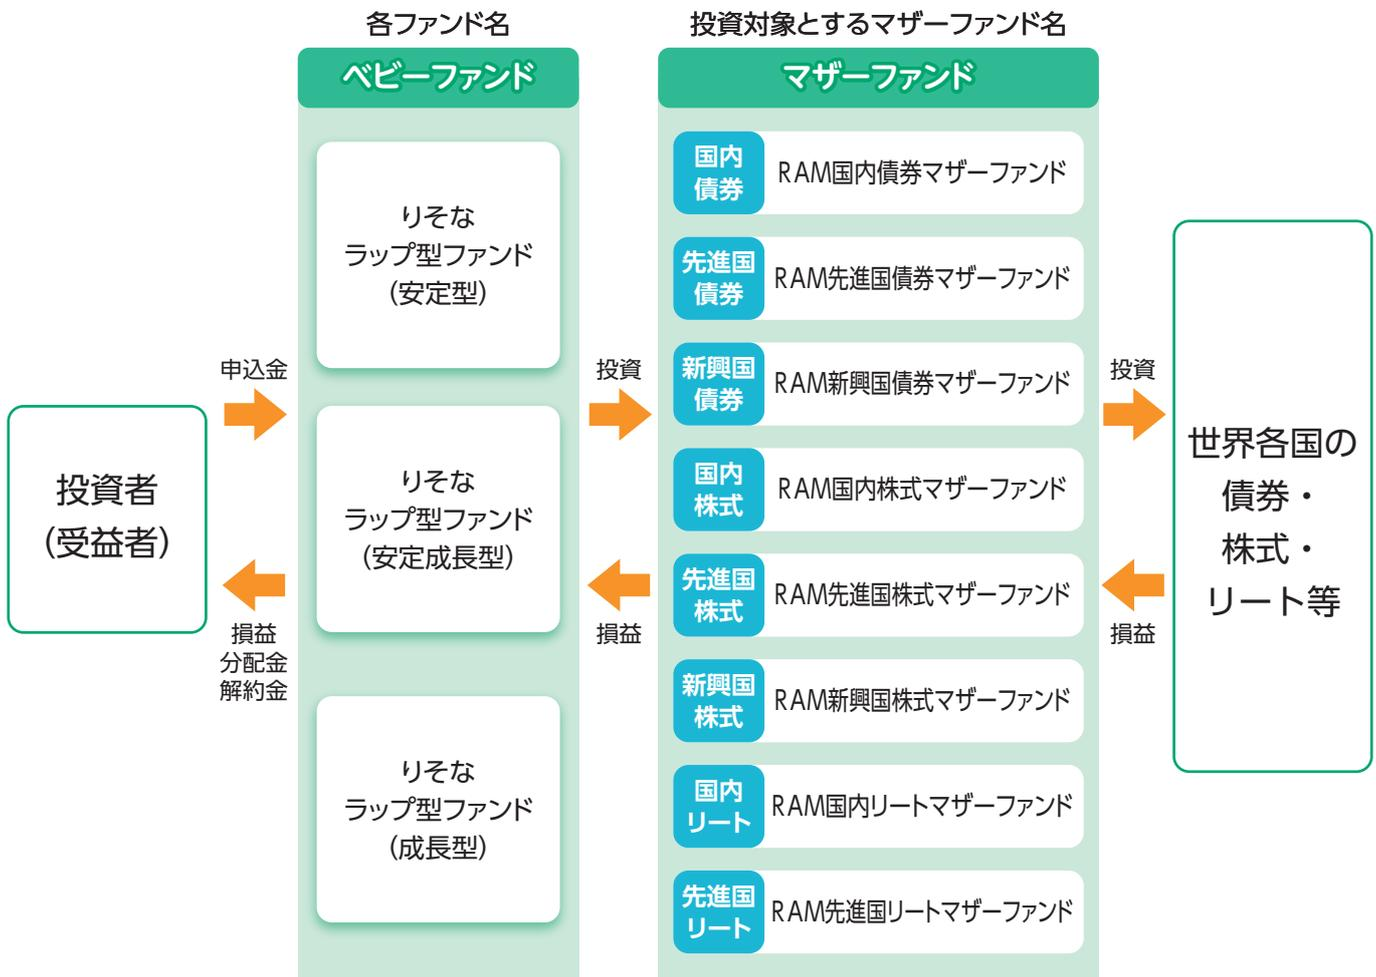 各ファンド名
投資対象とするマザーファンド名
ベビーファンド
マザーファンド
投資者
(受益者)
申込金
損益
分配金
解約金
りそな
ラップ型ファンド
(安定型)
りそな
ラップ型ファンド
(安定成長型)
りそな
ラップ型ファンド
(成長型)
投資
損益
国内
債券
RAM国内債券マザーファンド
先進国
債券
RAM先進国債券マザーファンド
新興国
債券
RAM新興国債券マザーファンド
国内
株式
RAM国内株式マザーファンド
先進国
株式
RAM先進国株式マザーファンド
新興国
株式
RAM新興国株式マザーファンド
国内
リート
RAM国内リートマザーファンド
先進国
リート
RAM先進国リートマザーファンド
投資
損益
世界各国の
債券・
株式・
リート等